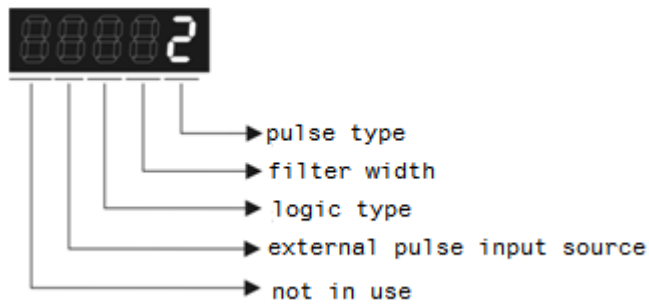 2
pulse type
filter width
logic type
external pulse input source
not in use